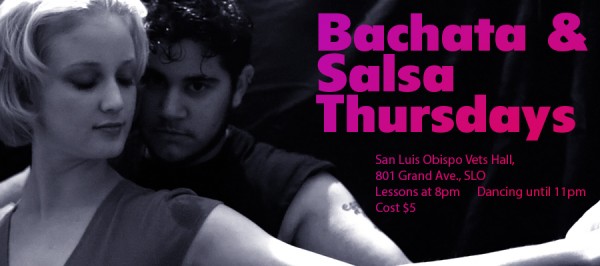 Bachata &
Salsa
Thursdays
San Luis Obispo Vets Hall,
801 Grand Ave., SLO
Lessons at 8pm Dancing until 11pm
Cost $5